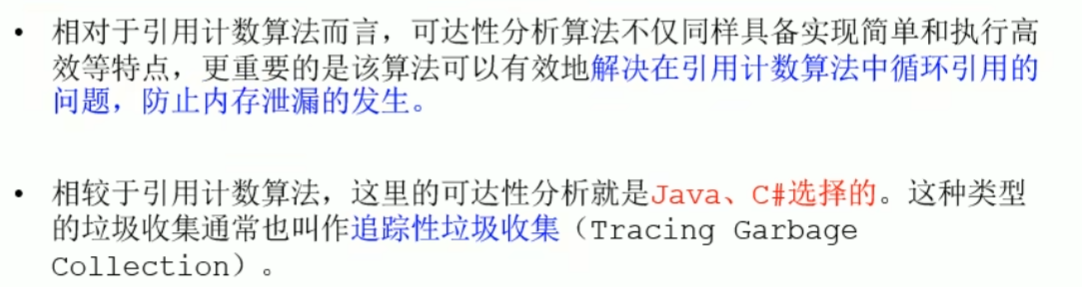 • 相对于引用计数算法而言，可达性分析算法不仅同样具备实现简单和执行高
效等特点，更重要的是该算法可以有效地解决在引用计数算法中循环引用的
问题，防止内存泄漏的发生。
• 相较于引用计数算法，这里的可达性分析就是Java、C#选择的。这种类型
的垃圾收集通常也叫作追踪性垃圾收集（Tracing Garbage
Collection）。